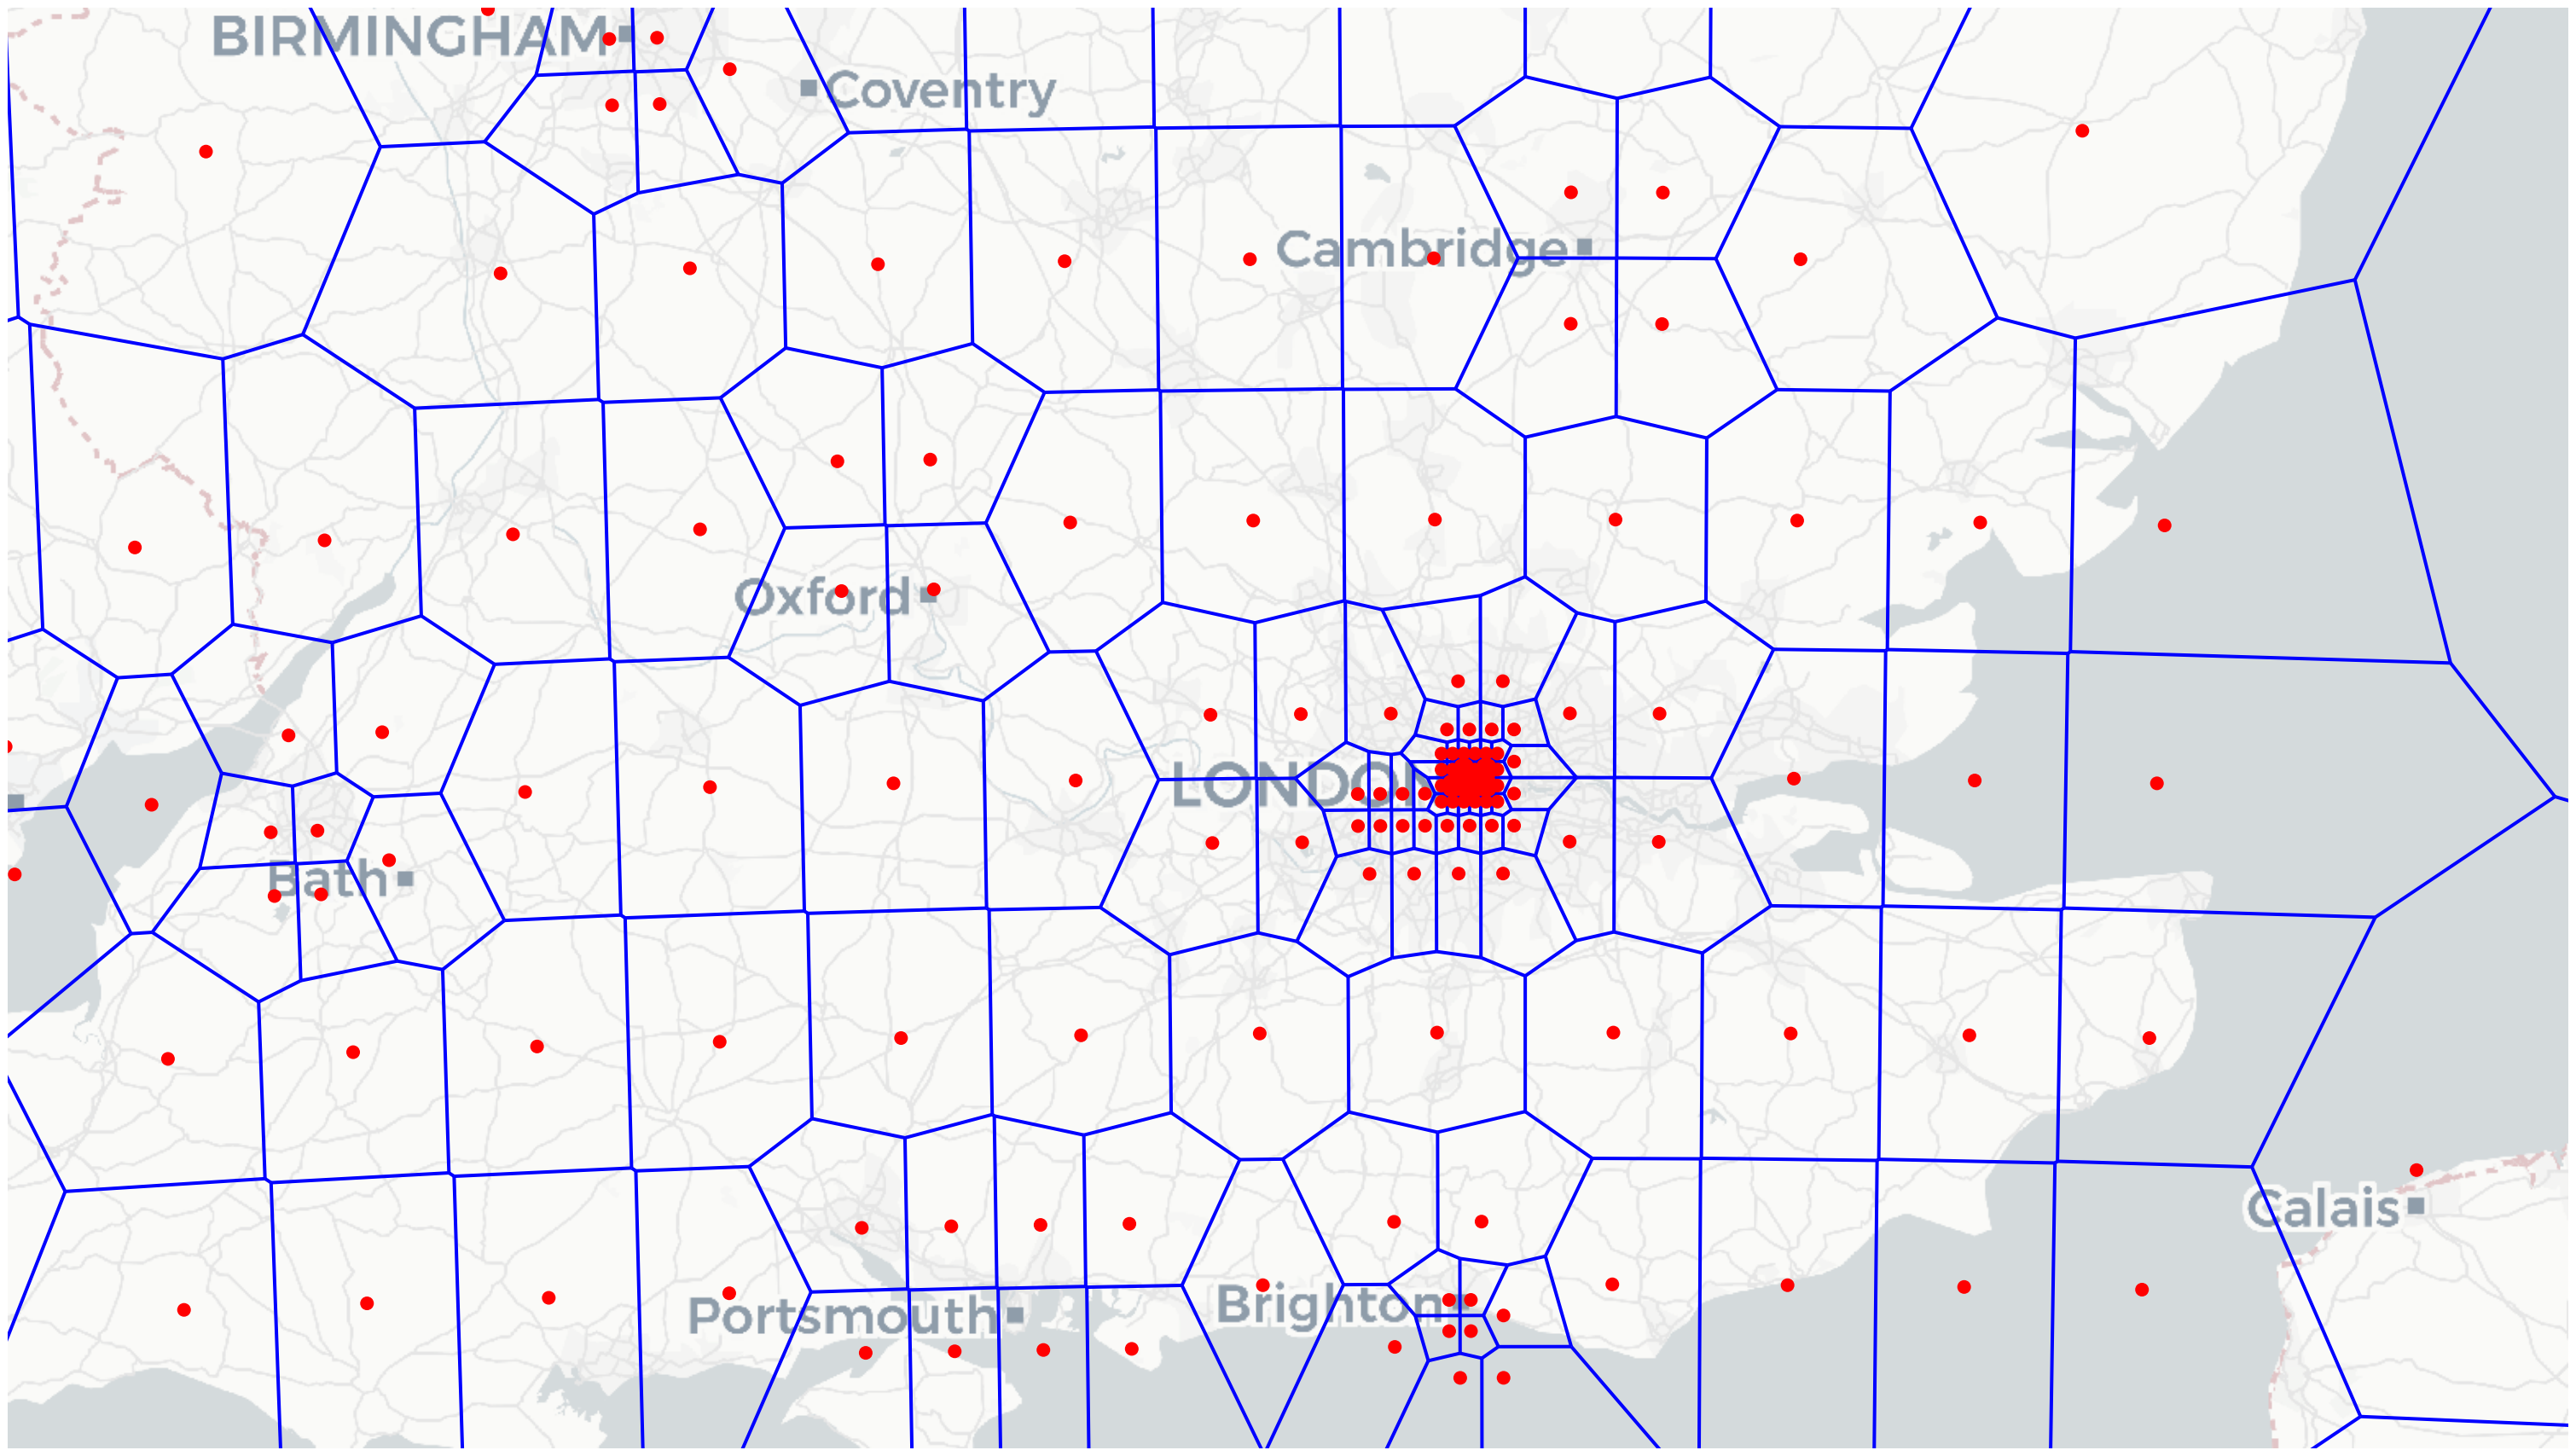 BIRMINGHAM
Coventry
Cambridge
Oxford
LONDON
Bath
Calais
Portsmouth
Brighton